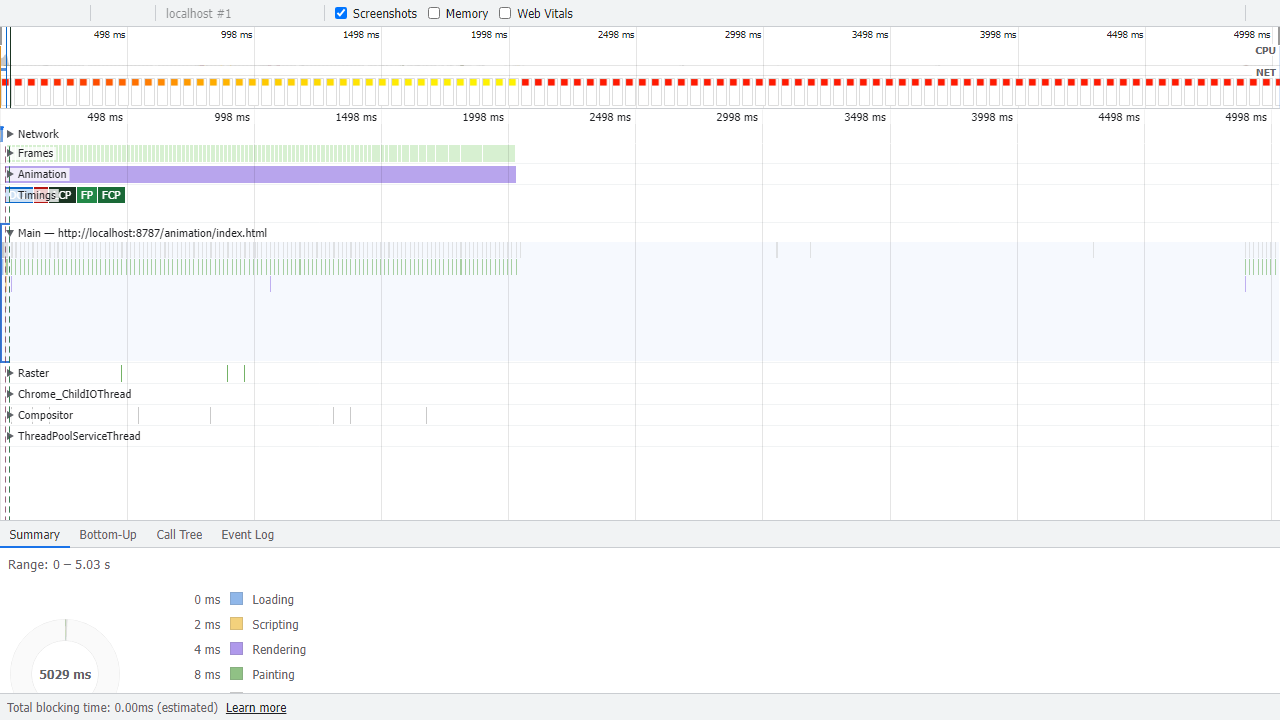 localhost #1 Screenshots Memory Web Vitals
498 ms 998 ms 1498 ms 1998 ms 2498 ms 2998 ms 3498 ms 3998 ms 4498 ms 4998 ms
CPU
NET
498 ms 998 ms 1498 ms 1998 ms 2498 ms 2998 ms 3498 ms 3998 ms 4498 ms 4998 ms
Network
Frames
Animation
Timings CP FP FCP
Main — http://localhost:8787/animation/index.html
Raster
Chrome_ChildIOThread
Compositor
ThreadPoolServiceThread
Summary Bottom-Up Call Tree Event Log
Range: 0 – 5.03 s
0 ms Loading
2 ms Scripting
4 ms Rendering
5029 ms 8 ms Painting
Total blocking time: 0.00ms (estimated) Learn more